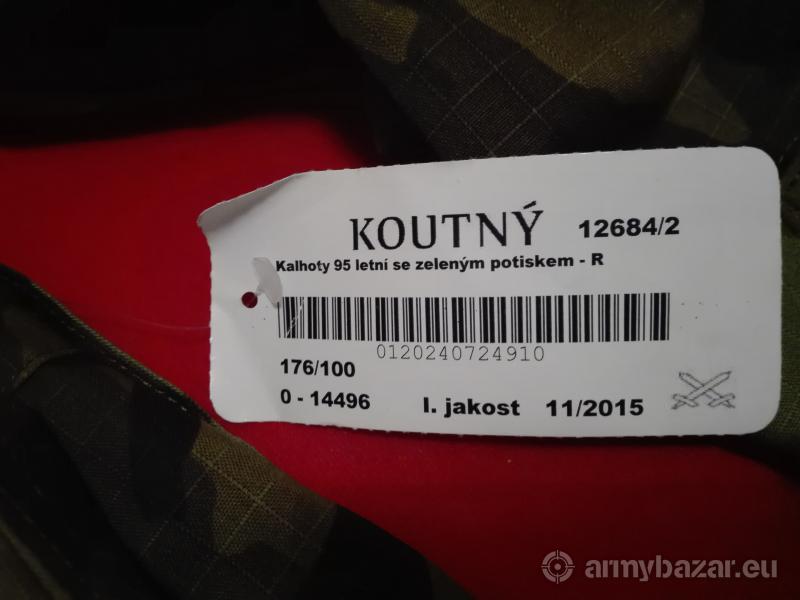 KOUTNÝ 12684/2
Kalhoty 95 letní se zeleným potiskem - R
0120240724910
176/100
0 - 14496 I. jakost 11/2015
armybazar.eu